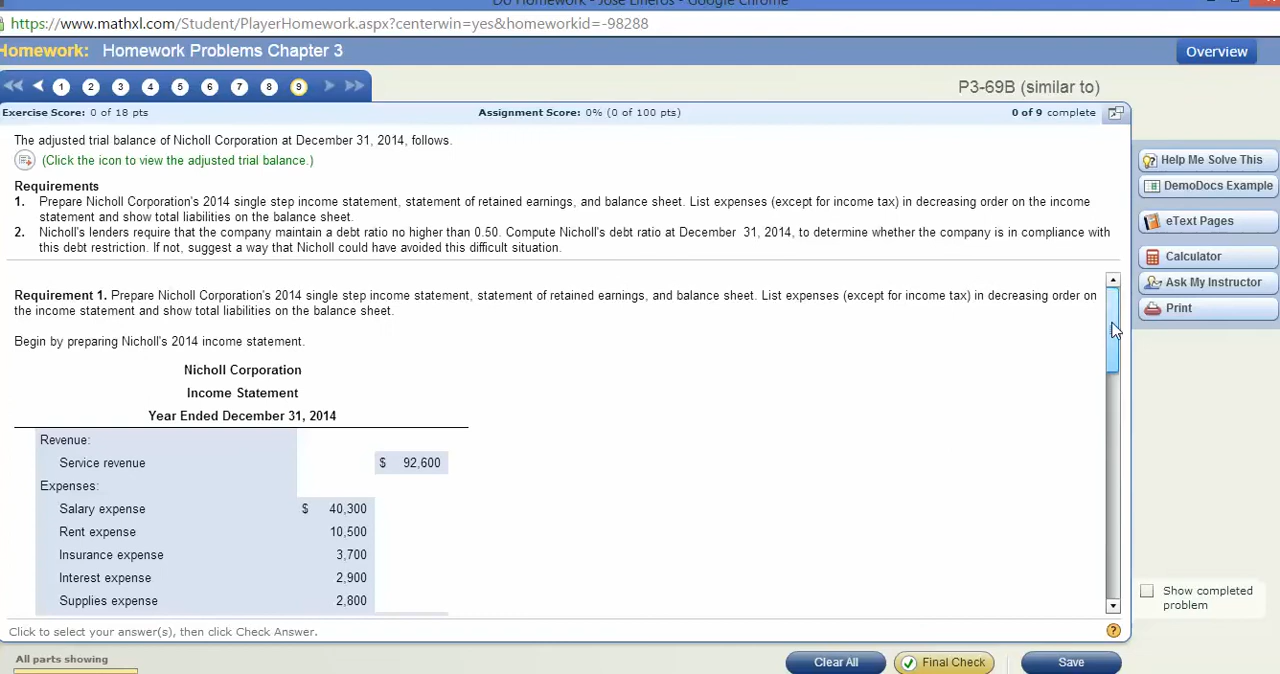 https://www.mathxl.com/Student/PlayerHomework.aspx?centerwin=yes&homeworkid=-98288
Homework: Homework Problems Chapter 3
Overview
1 2 3 4 5 6 7 8 9
P3-69B (similar to)
Exercise Score: 0 of 18 pts
Assignment Score: 0% (0 of 100 pts)
0 of 9 complete
The adjusted trial balance of Nicholl Corporation at December 31, 2014, follows.
(Click the icon to view the adjusted trial balance.)
Requirements
1. Prepare Nicholl Corporation's 2014 single step income statement, statement of retained earnings, and balance sheet. List expenses (except for income tax) in decreasing order on the income
statement and show total liabilities on the balance sheet.
2. Nicholl's lenders require that the company maintain a debt ratio no higher than 0.50. Compute Nicholl's debt ratio at December 31, 2014, to determine whether the company is in compliance with
this debt restriction. If not, suggest a way that Nicholl could have avoided this difficult situation.
Help Me Solve This
DemoDocs Example
eText Pages
Calculator
Ask My Instructor
Print
Requirement 1. Prepare Nicholl Corporation's 2014 single step income statement, statement of retained earnings, and balance sheet. List expenses (except for income tax) in decreasing order on
the income statement and show total liabilities on the balance sheet.
Begin by preparing Nicholl's 2014 income statement.
Nicholl Corporation
Income Statement
Year Ended December 31, 2014
Revenue:
Service revenue $ 92,600
Expenses:
Salary expense $ 40,300
Rent expense 10,500
Insurance expense 3,700
Interest expense 2,900
Supplies expense 2,800
Show completed
problem
Click to select your answer(s), then click Check Answer.
?
All parts showing
Clear All
Final Check
Save